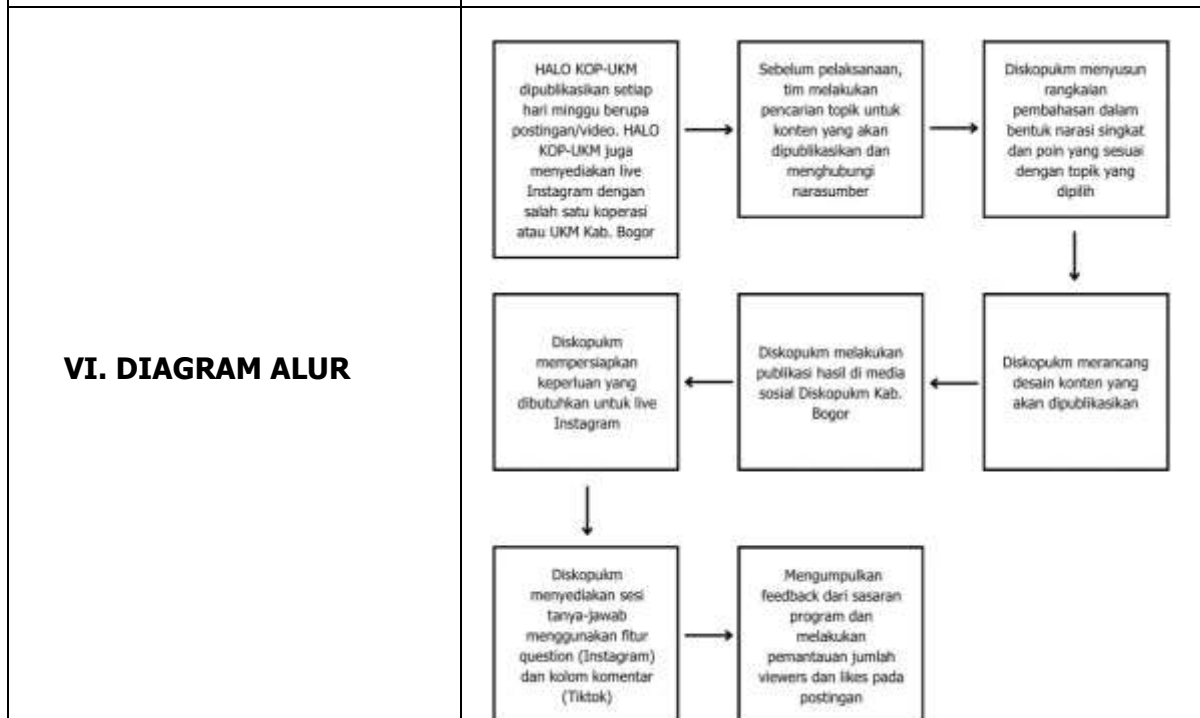 VI. DIAGRAM ALUR
HALO KOP-UKM
dipublikasikan setiap
hari minggu berupa
postingan/video. HALO
KOP-UKM juga
menyediakan live
Instagram dengan
salah satu koperasi
atau UKM Kab. Bogor
Sebelum pelaksanaan,
tim melakukan
pencarian topik untuk
konten yang akan
dipublikasikan dan
menghubungi
narasumber
Diskopukm menyusun
rangkaian
pembahasan dalam
bentuk narasi singkat
dan poin yang sesuai
dengan topik yang
dipilih
Diskopukm merancang
desain konten yang
akan dipublikasikan
Diskopukm melakukan
publikasi hasil di media
sosial Diskopukm Kab.
Bogor
Diskopukm
mempersiapkan
keperluan yang
dibutuhkan untuk live
Instagram
Diskopukm
menyediakan sesi
tanya-jawab
menggunakan fitur
question (Instagram)
dan kolom komentar
(Tiktok)
Mengumpulkan
feedback dari sasaran
program dan
melakukan
pemantauan jumlah
viewers dan likes pada
postingan